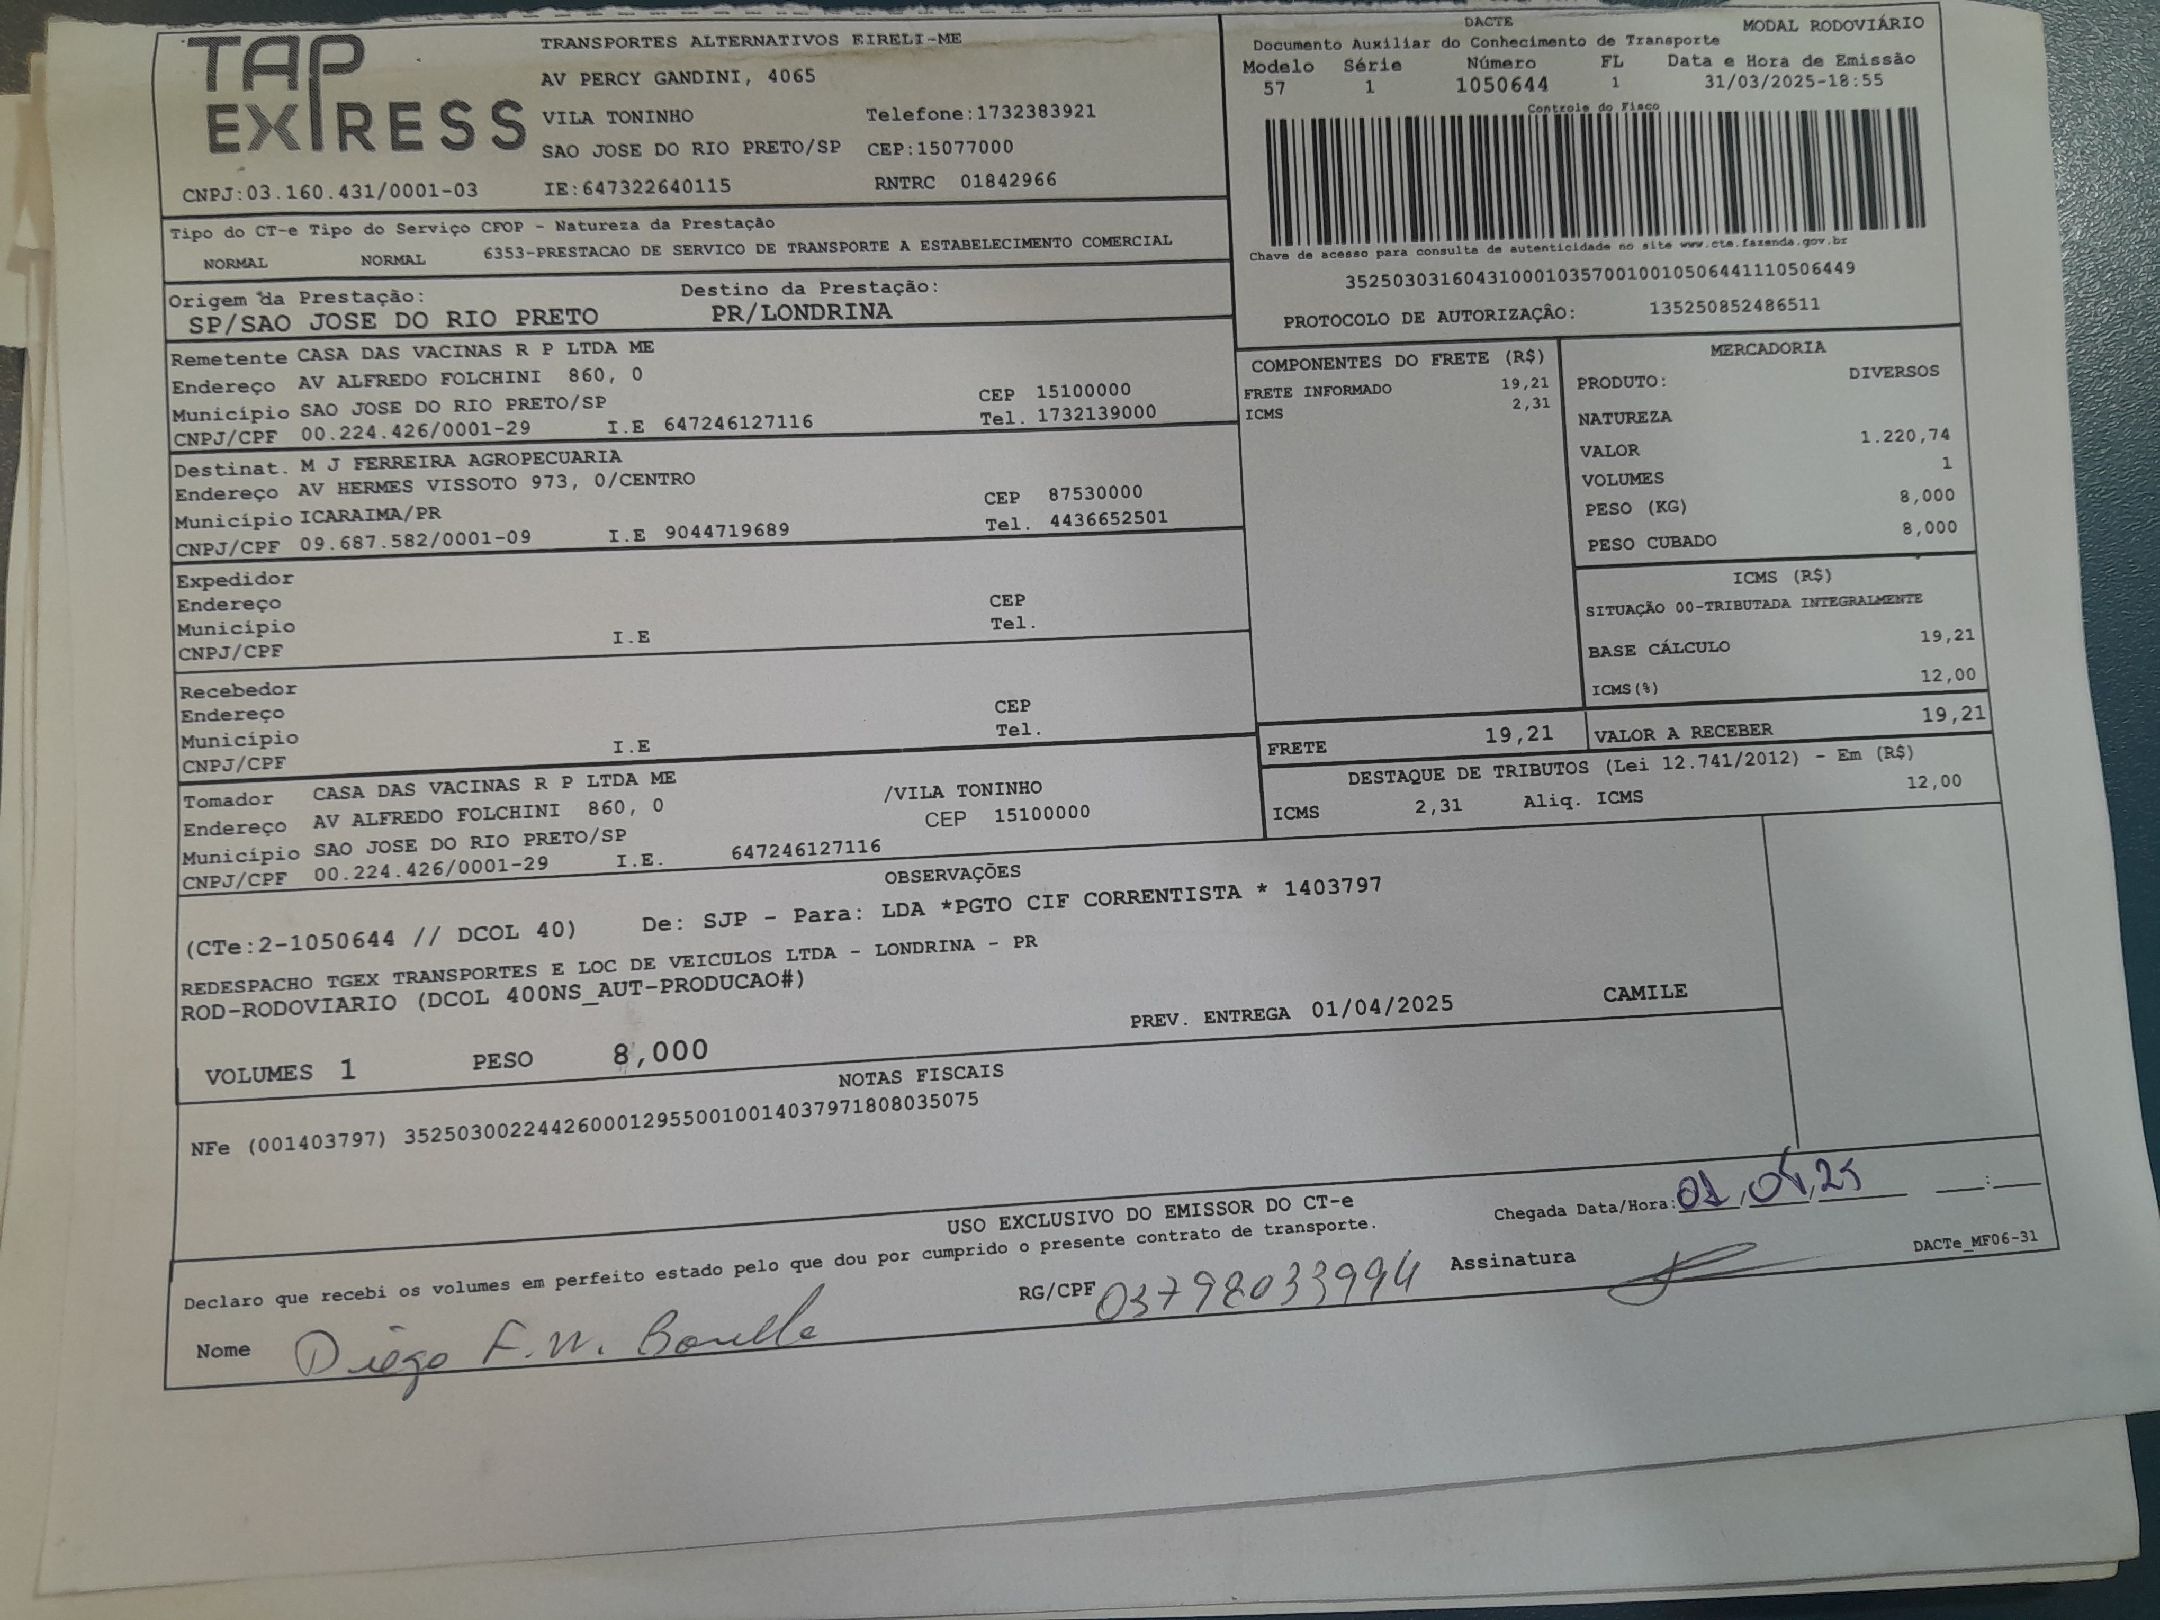 TAP
EXPRESS
TRANSPORTES ALTERNATIVOS EIRELI-ME
AV PERCY GANDINI, 4065
VILA TONINHO Telefone:1732383921
SAO JOSE DO RIO PRETO/SP CEP:15077000
CNPJ:03.160.431/0001-03 IE:647322640115 RNTRC 01842966
DACTE MODAL RODOVIÁRIO
Documento Auxiliar do Conhecimento de Transporte
Modelo Série Número FL Data e Hora de Emissão
57 1 1050644 1 31/03/2025-18:55
Controle do Fisco
Chave de acesso para consulta de autenticidade no site www.cte.fazenda.gov.br
35250303160431000103570010010506441110506449
PROTOCOLO DE AUTORIZAÇÂO: 135250852486511
Tipo do CT-e Tipo do Serviço CFOP - Natureza da Prestação
NORMAL NORMAL 6353-PRESTACAO DE SERVICO DE TRANSPORTE A ESTABELECIMENTO COMERCIAL
Origem da Prestação: Destino da Prestação:
SP/SAO JOSE DO RIO PRETO PR/LONDRINA
Remetente CASA DAS VACINAS R P LTDA ME
Endereço AV ALFREDO FOLCHINI 860, 0 CEP 15100000
Município SAO JOSE DO RIO PRETO/SP Tel. 1732139000
CNPJ/CPF 00.224.426/0001-29 I.E 647246127116
Destinat. M J FERREIRA AGROPECUARIA
Endereço AV HERMES VISSOTO 973, 0/CENTRO CEP 87530000
Município ICARAIMA/PR Tel. 4436652501
CNPJ/CPF 09.687.582/0001-09 I.E 9044719689
Expedidor
Endereço CEP
Município Tel.
CNPJ/CPF I.E
Recebedor
Endereço CEP
Município Tel.
CNPJ/CPF I.E
Tomador CASA DAS VACINAS R P LTDA ME
Endereço AV ALFREDO FOLCHINI 860, 0 /VILA TONINHO
Município SAO JOSE DO RIO PRETO/SP CEP 15100000
CNPJ/CPF 00.224.426/0001-29 I.E. 647246127116
COMPONENTES DO FRETE (R$)
FRETE INFORMADO 19,21
ICMS 2,31
MERCADORIA
PRODUTO: DIVERSOS
NATUREZA
VALOR 1.220,74
VOLUMES 1
PESO (KG) 8,000
PESO CUBADO 8,000
ICMS (R$)
SITUAÇÃO 00-TRIBUTADA INTEGRALMENTE
BASE CÁLCULO 19,21
ICMS(%) 12,00
FRETE 19,21 VALOR A RECEBER 19,21
DESTAQUE DE TRIBUTOS (Lei 12.741/2012) - Em (R$)
ICMS 2,31 Aliq. ICMS 12,00
OBSERVAÇÕES
(CTe:2-1050644 // DCOL 40) De: SJP - Para: LDA *PGTO CIF CORRENTISTA * 1403797
REDESPACHO TGEX TRANSPORTES E LOC DE VEICULOS LTDA - LONDRINA - PR
ROD-RODOVIARIO (DCOL 400NS_AUT-PRODUCAO#)
PREV. ENTREGA 01/04/2025 CAMILE
VOLUMES 1 PESO 8,000
NOTAS FISCAIS
NFe (001403797) 35250300224426000129550010014037971808035075
USO EXCLUSIVO DO EMISSOR DO CT-e
Chegada Data/Hora: 01,04,25 :
Declaro que recebi os volumes em perfeito estado pelo que dou por cumprido o presente contrato de transporte.
DACTe_MF06-31
Nome Diego F.M. RG/CPF 03798033994 Assinatura